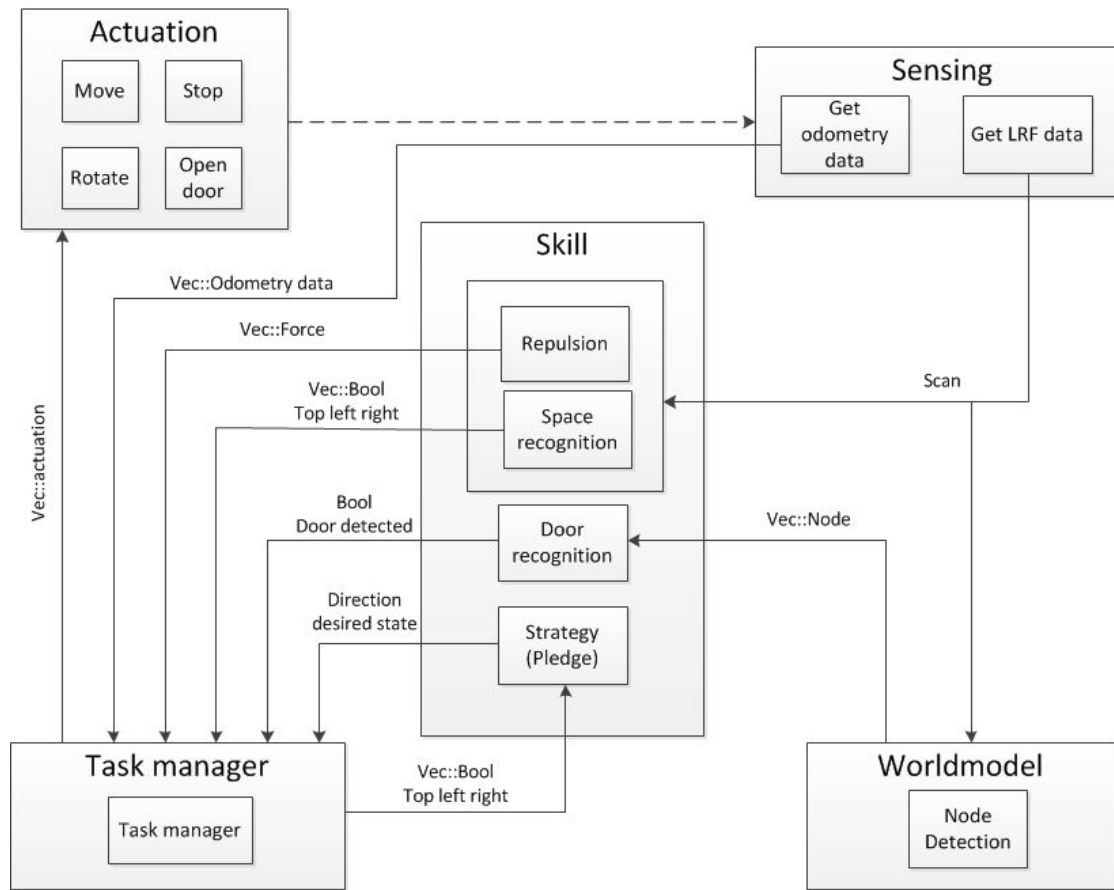 Actuation
Move
Stop
Rotate
Open
door
Sensing
Get
odometry
data
Get LRF data
Skill
Vec::Odometry data
Vec::Force
Repulsion
Vec::Bool
Top left right
Space
recognition
Scan
Vec::actuation
Bool
Door detected
Door
recognition
Vec::Node
Direction
desired state
Strategy
(Pledge)
Task manager
Task manager
Vec::Bool
Top left right
Worldmodel
Node
Detection